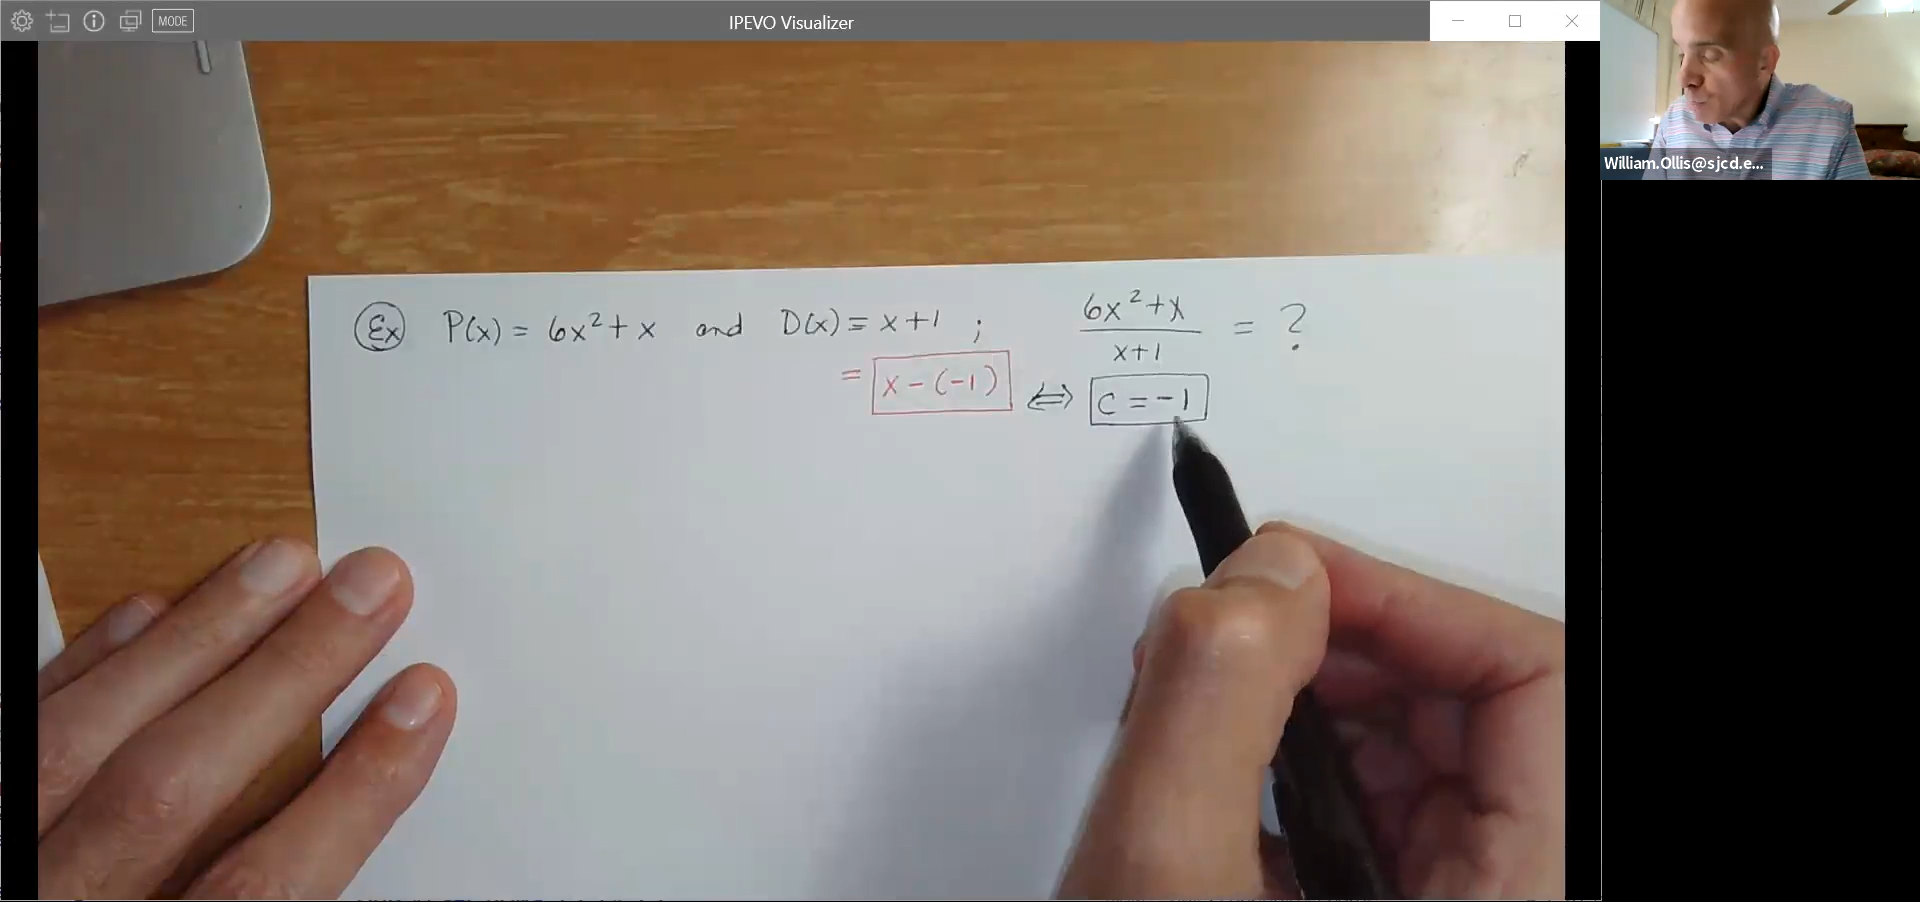 MODE
IPEVO Visualizer
William.Ollis@sjcd.e...
Ex P(x) = 6x² + x and D(x) = x+1 ; 6x²+x / x+1 = ?
= x - (-1) ⟺ c = -1